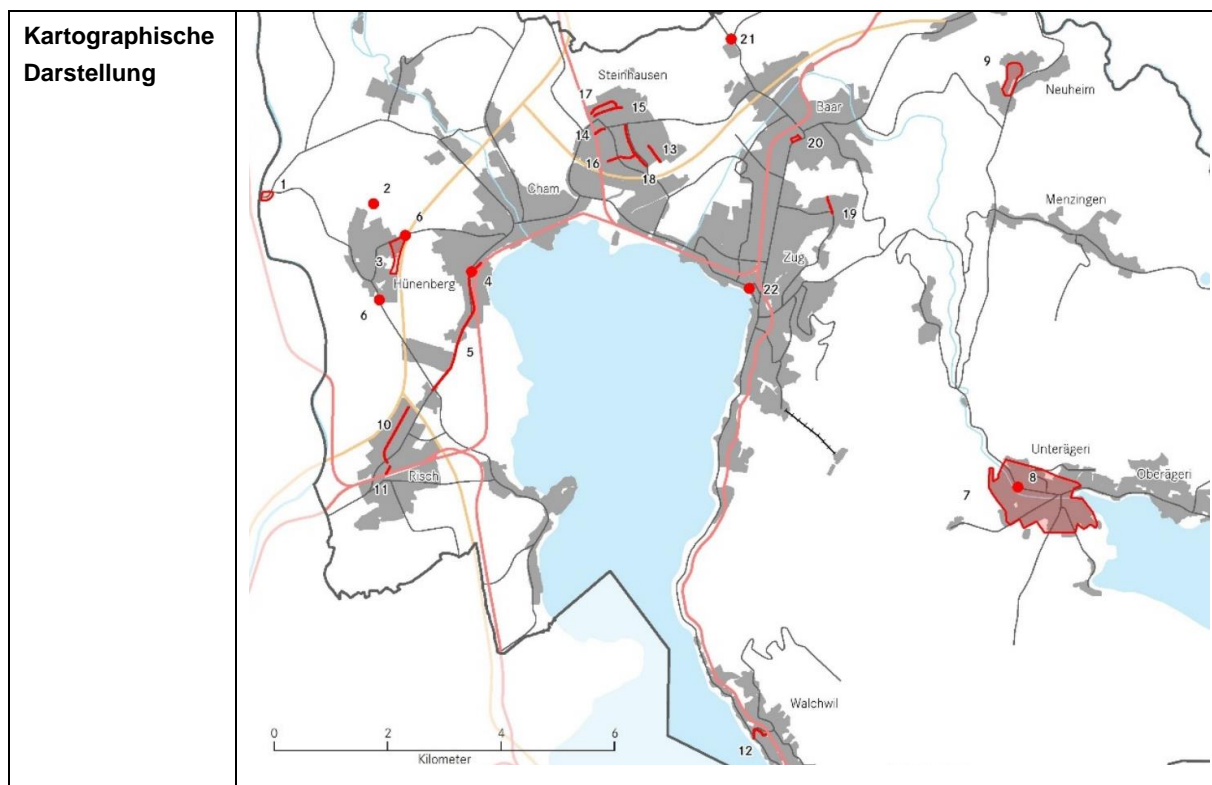 Kartographische
Darstellung
21
9
Steinhausen
Neuheim
17
15
Baar
14
13
20
16
18
1
2
Cham
19
Menzingen
6
3
Hünenberg
4
Zug
22
6
5
10
Unterägeri
Oberägeri
8
Risch
7
11
Walchwil
12
0
2
4
6
Kilometer